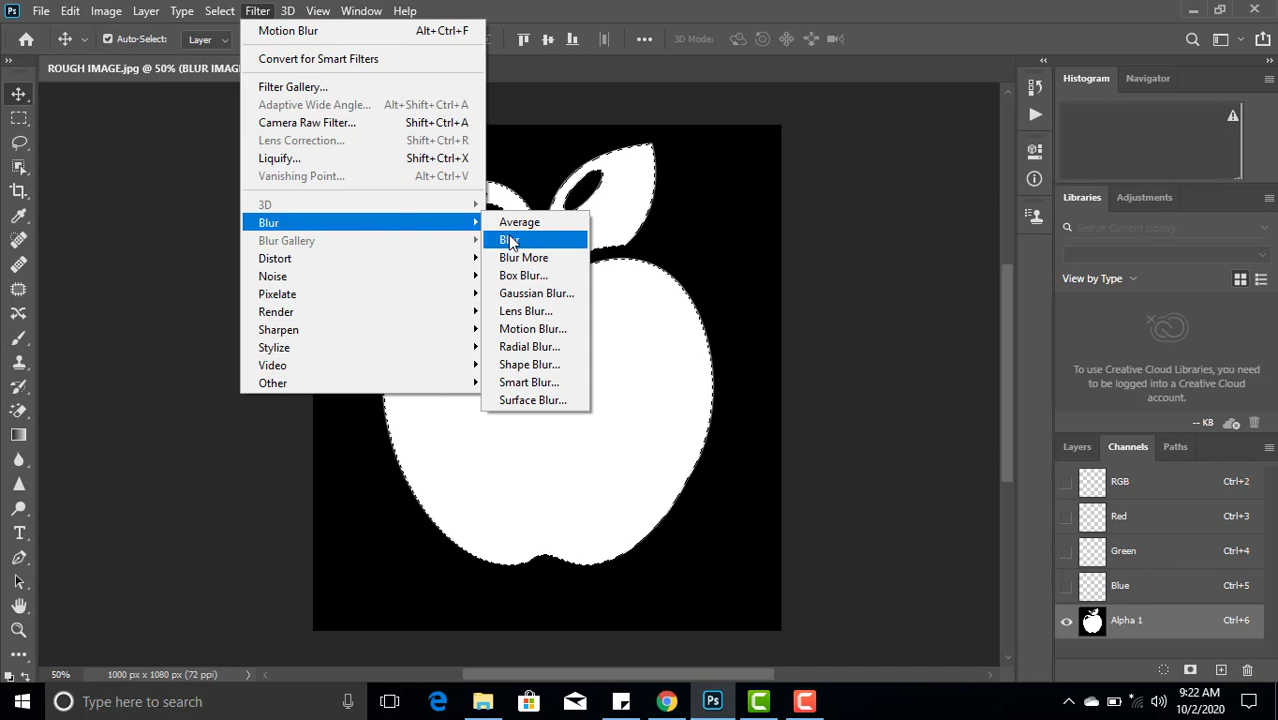 Ps File Edit Image Layer Type Select Filter 3D View Window Help
Auto-Select: Layer 3D Mode:
ROUGH IMAGE.jpg @ 50% (BLUR IMAG
Motion Blur Alt+Ctrl+F
Convert for Smart Filters
Filter Gallery...
Adaptive Wide Angle... Alt+Shift+Ctrl+A
Camera Raw Filter... Shift+Ctrl+A
Lens Correction... Shift+Ctrl+R
Liquify... Shift+Ctrl+X
Vanishing Point... Alt+Ctrl+V
3D
Blur
Blur Gallery
Distort
Noise
Pixelate
Render
Sharpen
Stylize
Video
Other
Average
Blur
Blur More
Box Blur...
Gaussian Blur...
Lens Blur...
Motion Blur...
Radial Blur...
Shape Blur...
Smart Blur...
Surface Blur...
Histogram Navigator
Libraries Adjustments
Search Current Library
View by Type
To use Creative Cloud Libraries, you need
to be logged into a Creative Cloud
account.
-- KB
Layers Channels Paths
RGB Ctrl+2
Red Ctrl+3
Green Ctrl+4
Blue Ctrl+5
Alpha 1 Ctrl+6
50% 1000 px x 1080 px (72 ppi)
Type here to search
Ps
9:22 AM
10/2/2020